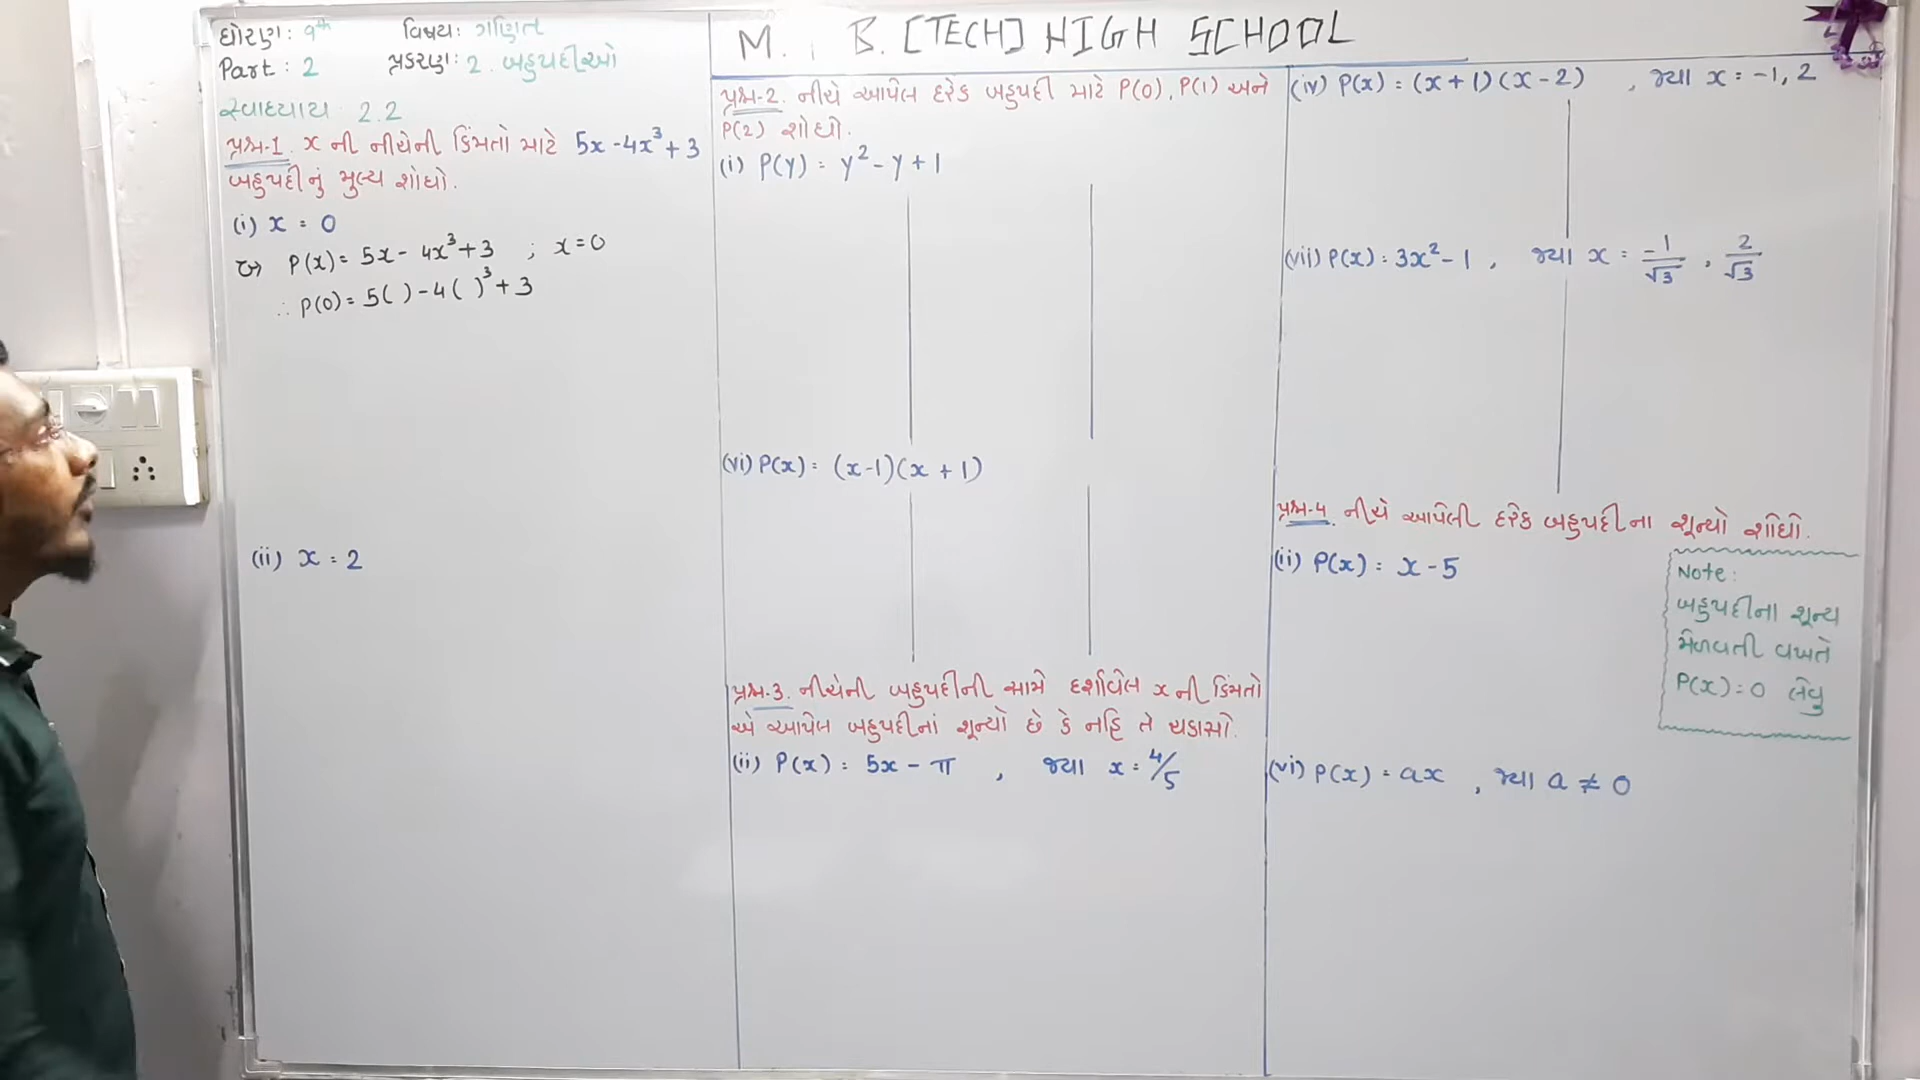 ધોરણ: 9th વિષય: ગણિત
Part: 2 પ્રકરણ: 2. બહુપદીઓ
સ્વાધ્યાય 2.2
પ્રશ્ન-1. x ની નીચેની કિંમતો માટે 5x - 4x³ + 3
બહુપદીનું મુલ્ય શોધો.
(i) x = 0
P(x) = 5x - 4x³ + 3 ; x = 0
∴ P(0) = 5( ) - 4( )³ + 3
(ii) x = 2
M. B. [TECH] HIGH SCHOOL
પ્રશ્ન-2. નીચે આપેલ દરેક બહુપદી માટે P(0), P(1) અને
P(2) શોધો.
(i) P(y) = y² - y + 1
(vi) P(x) = (x-1)(x + 1)
પ્રશ્ન-3. નીચેની બહુપદીની સામે દર્શાવેલ x ની કિંમતો
એ આપેલ બહુપદીનાં શૂન્યો છે કે નહિ તે ચકાસો.
(ii) P(x) = 5x - π , જ્યા x = 4/5
(iv) P(x) = (x + 1)(x - 2) , જ્યા x = -1, 2
(vii) P(x) = 3x² - 1 , જ્યા x = -1/√3 , 2/√3
પ્રશ્ન-4. નીચે આપેલી દરેક બહુપદીના શૂન્યો શોધો.
(ii) P(x) = x - 5
Note:
બહુપદીના શૂન્ય
મેળવતી વખતે
P(x) = 0 લેવુ
(vi) P(x) = ax , જ્યા a ≠ 0